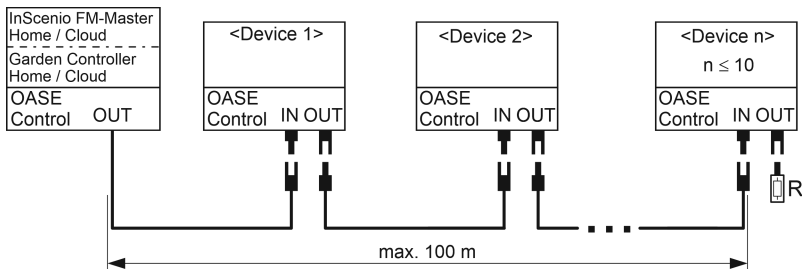 InScenio FM-Master
Home / Cloud
Garden Controller
Home / Cloud
OASE
Control OUT
<Device 1>
OASE
Control IN OUT
<Device 2>
OASE
Control IN OUT
<Device n>
n ≤ 10
OASE
Control IN OUT
R
max. 100 m